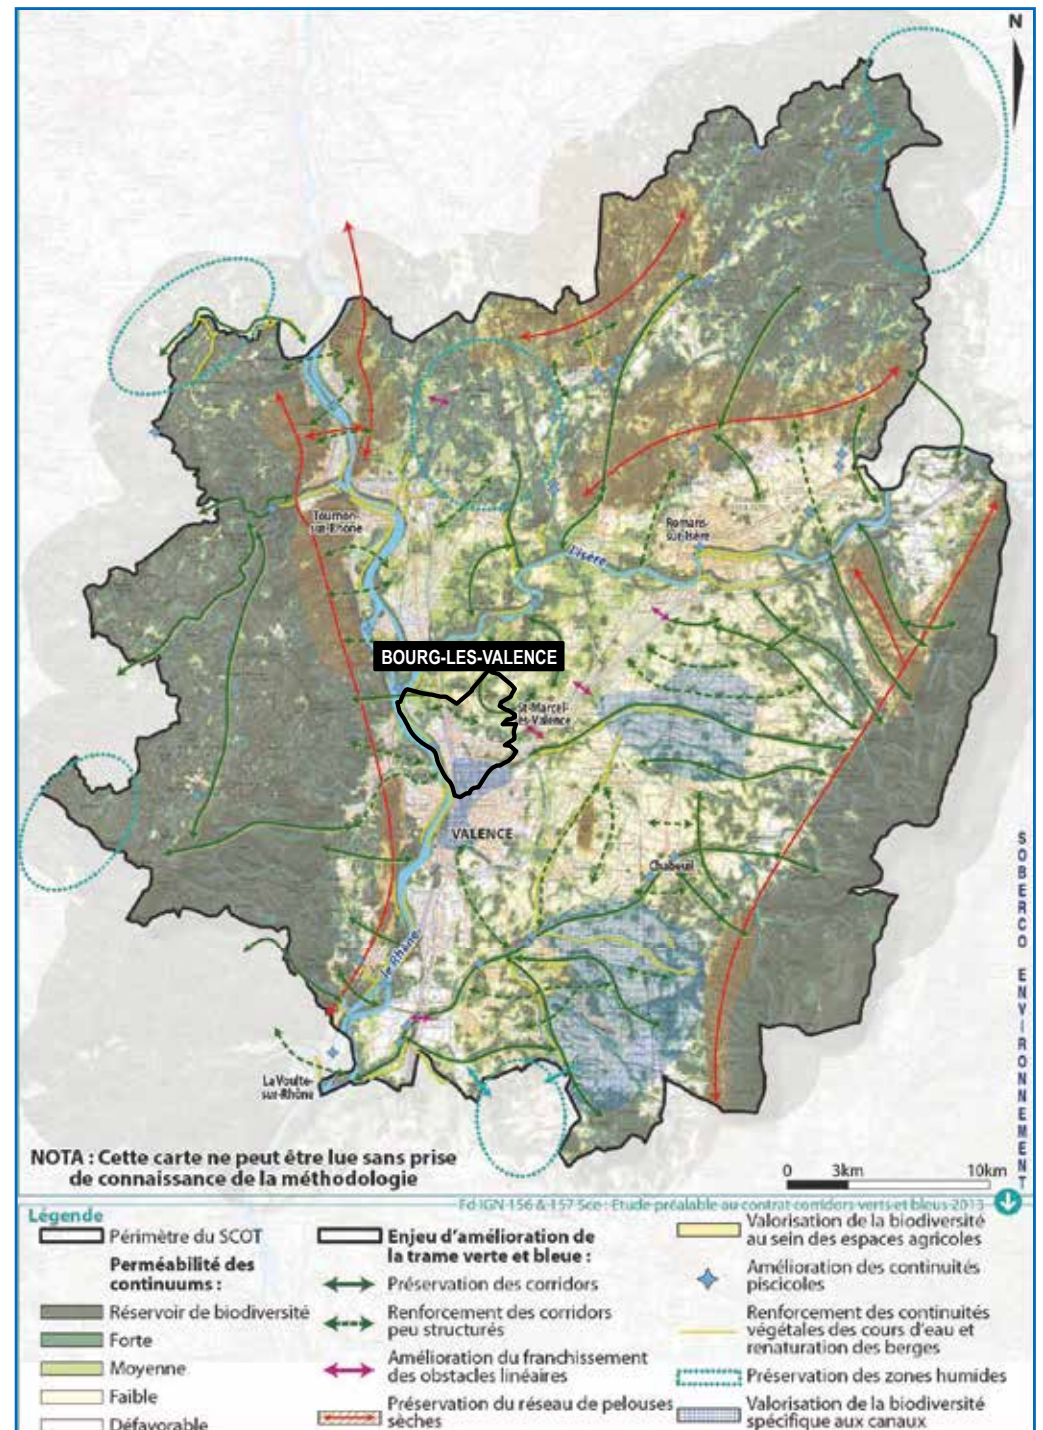 N
Tournon-
sur-Rhône
Romans-
sur-Isère
l'Isère
BOURG-LES-VALENCE
St-Marcel-
lès-Valence
VALENCE
Chabeuil
le Rhône
La Voulte-
sur-Rhône
SOBERCO ENVIRONNEMENT
NOTA : Cette carte ne peut être lue sans prise
de connaissance de la méthodologie
0 3km 10km
Fd IGN 156 & 157 Sce : Etude préalable au contrat corridors verts et bleus 2013
Légende
Périmètre du SCOT
Perméabilité des
continuums :
Réservoir de biodiversité
Forte
Moyenne
Faible
Défavorable
Enjeu d'amélioration de
la trame verte et bleue :
Préservation des corridors
Renforcement des corridors
peu structurés
Amélioration du franchissement
des obstacles linéaires
Préservation du réseau de pelouses
sèches
Valorisation de la biodiversité
au sein des espaces agricoles
Amélioration des continuités
piscicoles
Renforcement des continuités
végétales des cours d'eau et
renaturation des berges
Préservation des zones humides
Valorisation de la biodiversité
spécifique aux canaux